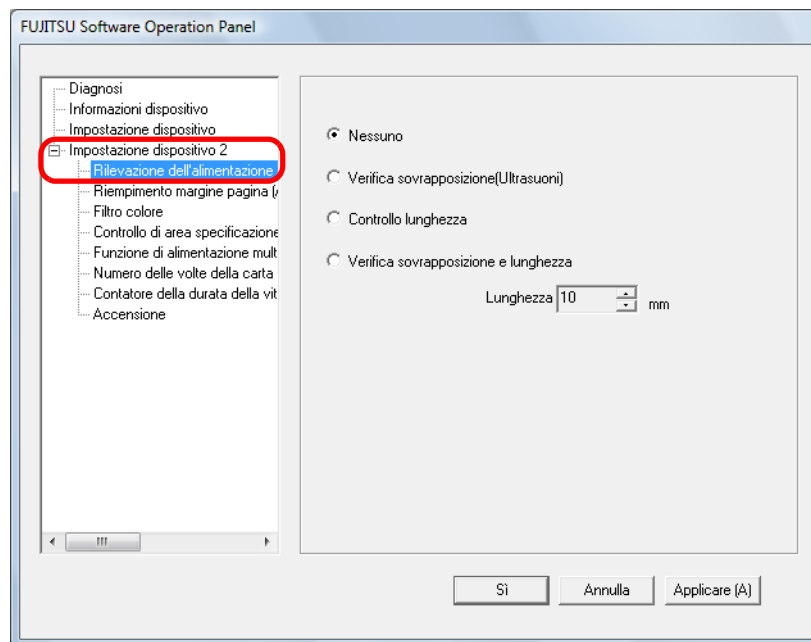 FUJITSU Software Operation Panel
Diagnosi
Informazioni dispositivo
Impostazione dispositivo
Impostazione dispositivo 2
Rilevazione dell'alimentazione
Riempimento margine pagina (
Filtro colore
Controllo di area specificazione
Funzione di alimentazione mult
Numero delle volte della carta
Contatore della durata della vit
Accensione
Nessuno
Verifica sovrapposizione(Ultrasuoni)
Controllo lunghezza
Verifica sovrapposizione e lunghezza
Lunghezza 10 mm
Sì Annulla Applicare (A)